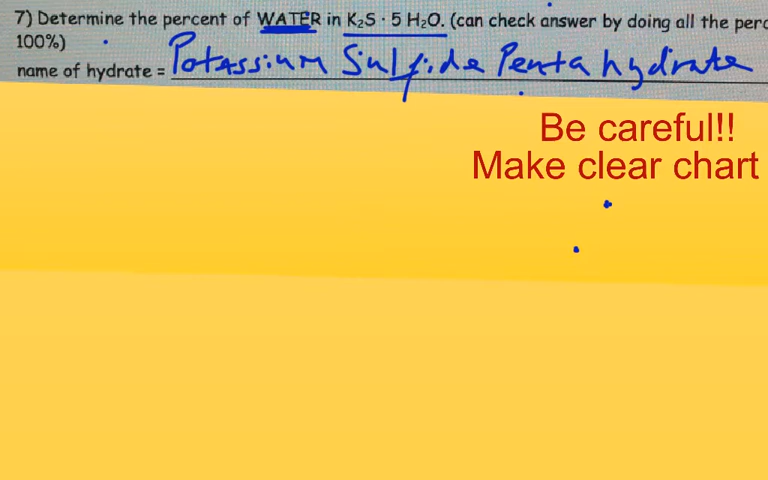 7) Determine the percent of WATER in K₂S · 5 H₂O. (can check answer by doing all the perc
100%)
name of hydrate = Potassium Sulfide Pentahydrate
Be careful!!
Make clear chart